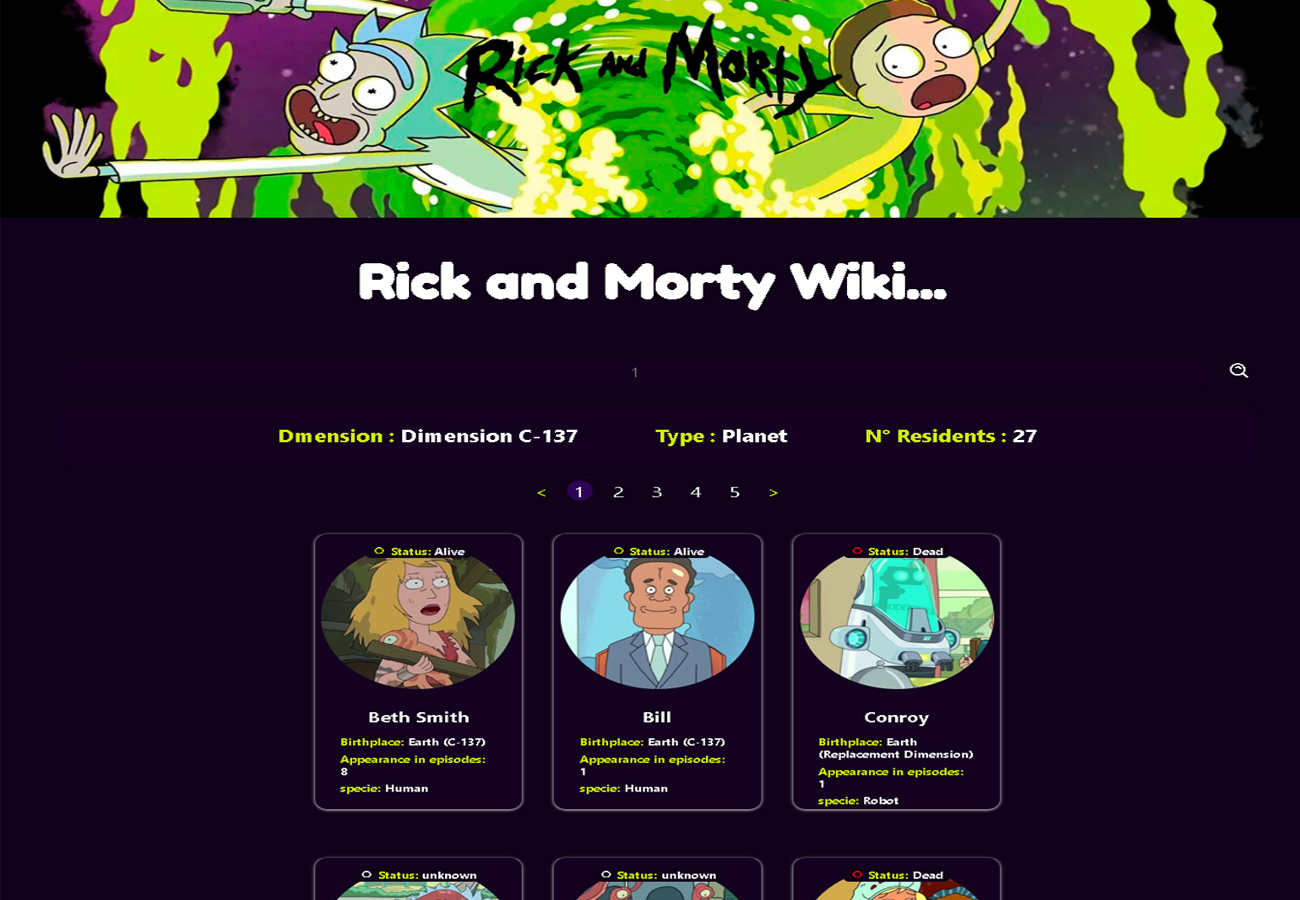 Rick and Morty
Rick and Morty Wiki...
1
Dmension : Dimension C-137 Type : Planet N° Residents : 27
< 1 2 3 4 5 >
Status: Alive
Beth Smith
Birthplace: Earth (C-137)
Appearance in episodes:
8
specie: Human
Status: Alive
Bill
Birthplace: Earth (C-137)
Appearance in episodes:
1
specie: Human
Status: Dead
Conroy
Birthplace: Earth
(Replacement Dimension)
Appearance in episodes:
1
specie: Robot
Status: unknown
Status: unknown
Status: Dead